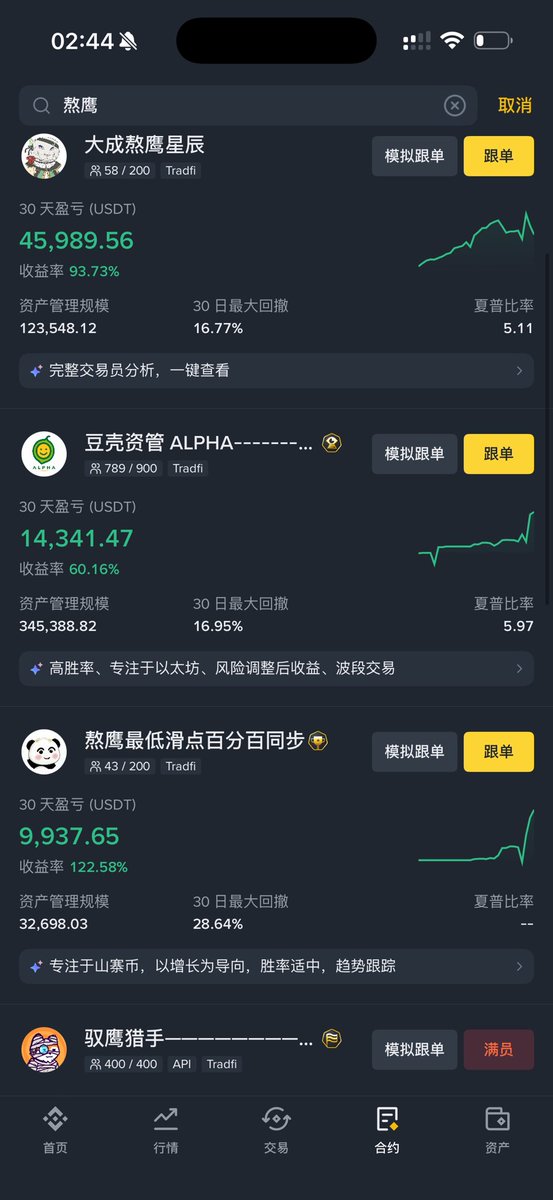 02:44
熬鹰
取消
大成熬鹰星辰
58 / 200 Tradfi
模拟跟单
跟单
30 天盈亏 (USDT)
45,989.56
收益率 93.73%
资产管理规模 30 日最大回撤 夏普比率
123,548.12 16.77% 5.11
完整交易员分析，一键查看
豆壳资管 ALPHA-------...
ALPHA
789 / 900 Tradfi
模拟跟单
跟单
30 天盈亏 (USDT)
14,341.47
收益率 60.16%
资产管理规模 30 日最大回撤 夏普比率
345,388.82 16.95% 5.97
高胜率、专注于以太坊、风险调整后收益、波段交易
熬鹰最低滑点百分百同步
43 / 200 Tradfi
模拟跟单
跟单
30 天盈亏 (USDT)
9,937.65
收益率 122.58%
资产管理规模 30 日最大回撤 夏普比率
32,698.03 28.64% --
专注于山寨币，以增长为导向，胜率适中，趋势跟踪
驭鹰猎手—————————...
400 / 400 API Tradfi
模拟跟单
满员
首页 行情 交易 合约 资产